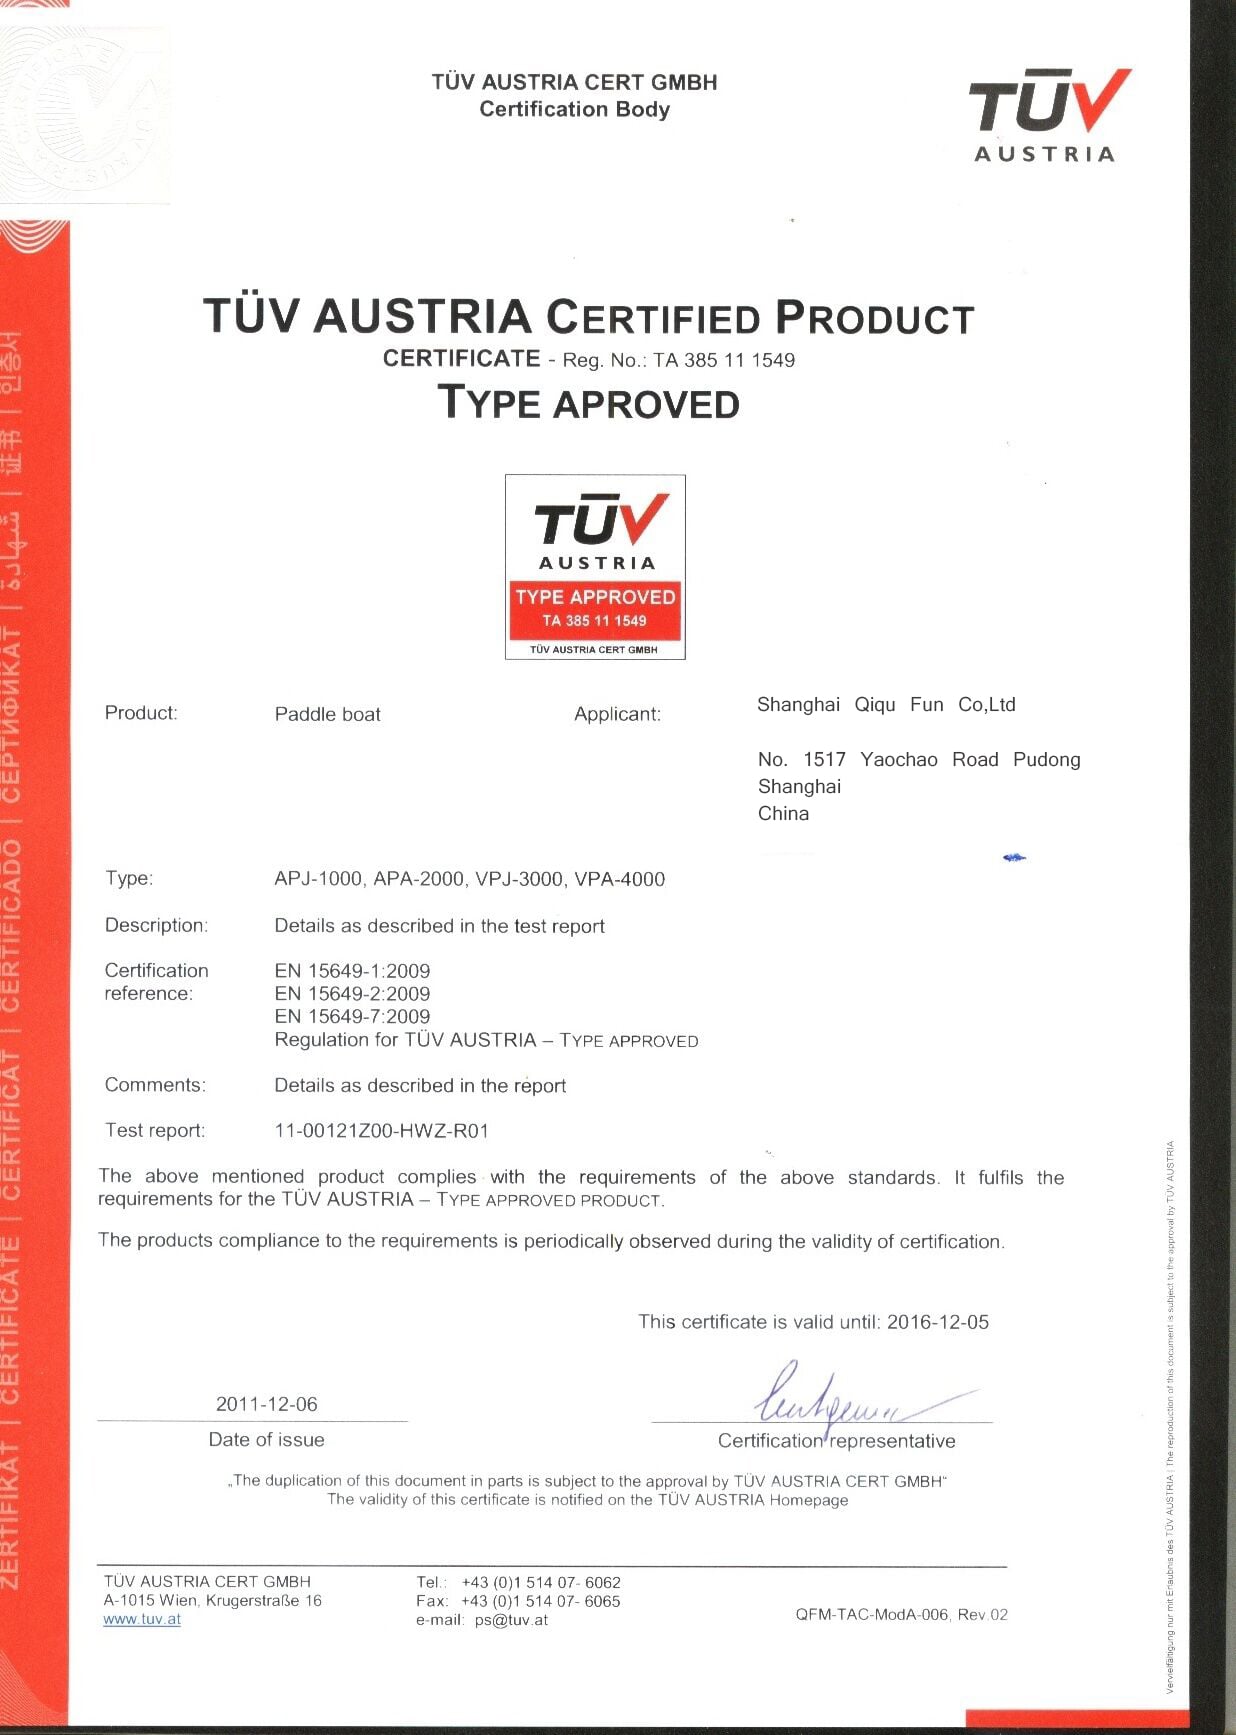 TÜV AUSTRIA CERT GMBH
Certification Body
TÜV
AUSTRIA
CERTIFICATE
TÜV AUSTRIA
TÜV AUSTRIA CERTIFIED PRODUCT
CERTIFICATE - Reg. No.: TA 385 11 1549
TYPE APROVED
TÜV
AUSTRIA
TYPE APPROVED
TA 385 11 1549
TÜV AUSTRIA CERT GMBH
Product: Paddle boat Applicant: Shanghai Qiqu Fun Co,Ltd
No. 1517 Yaochao Road Pudong
Shanghai
China
Type: APJ-1000, APA-2000, VPJ-3000, VPA-4000
Description: Details as described in the test report
Certification EN 15649-1:2009
reference: EN 15649-2:2009
EN 15649-7:2009
Regulation for TÜV AUSTRIA – TYPE APPROVED
Comments: Details as described in the report
Test report: 11-00121Z00-HWZ-R01
The above mentioned product complies with the requirements of the above standards. It fulfils the
requirements for the TÜV AUSTRIA – TYPE APPROVED PRODUCT.
The products compliance to the requirements is periodically observed during the validity of certification.
This certificate is valid until: 2016-12-05
2011-12-06
Date of issue
Certification representative
„The duplication of this document in parts is subject to the approval by TÜV AUSTRIA CERT GMBH“
The validity of this certificate is notified on the TÜV AUSTRIA Homepage
TÜV AUSTRIA CERT GMBH
A-1015 Wien, Krugerstraße 16
www.tuv.at
Tel.: +43 (0)1 514 07- 6062
Fax: +43 (0)1 514 07- 6065
e-mail: ps@tuv.at
QFM-TAC-ModA-006, Rev.02
ZERTIFIKAT | CERTIFICATE | CERTIFICAT | CERTIFICADO | СЕРТИФИКАТ | شهادة | 证书 | 인증서
Vervielfältigung nur mit Erlaubnis des TÜV AUSTRIA | The reproduction of this document is subject to the approval by TÜV AUSTRIA